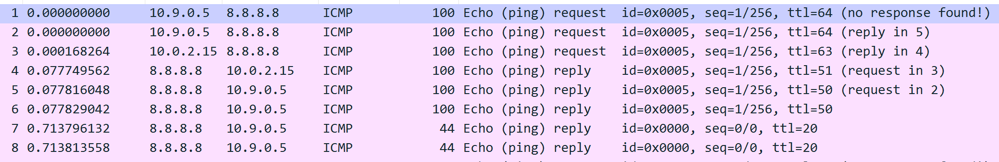 1 0.000000000 10.9.0.5 8.8.8.8 ICMP 100 Echo (ping) request id=0x0005, seq=1/256, ttl=64 (no response found!)
2 0.000000000 10.9.0.5 8.8.8.8 ICMP 100 Echo (ping) request id=0x0005, seq=1/256, ttl=64 (reply in 5)
3 0.000168264 10.0.2.15 8.8.8.8 ICMP 100 Echo (ping) request id=0x0005, seq=1/256, ttl=63 (reply in 4)
4 0.077749562 8.8.8.8 10.0.2.15 ICMP 100 Echo (ping) reply id=0x0005, seq=1/256, ttl=51 (request in 3)
5 0.077816048 8.8.8.8 10.9.0.5 ICMP 100 Echo (ping) reply id=0x0005, seq=1/256, ttl=50 (request in 2)
6 0.077829042 8.8.8.8 10.9.0.5 ICMP 100 Echo (ping) reply id=0x0005, seq=1/256, ttl=50
7 0.713796132 8.8.8.8 10.9.0.5 ICMP 44 Echo (ping) reply id=0x0000, seq=0/0, ttl=20
8 0.713813558 8.8.8.8 10.9.0.5 ICMP 44 Echo (ping) reply id=0x0000, seq=0/0, ttl=20